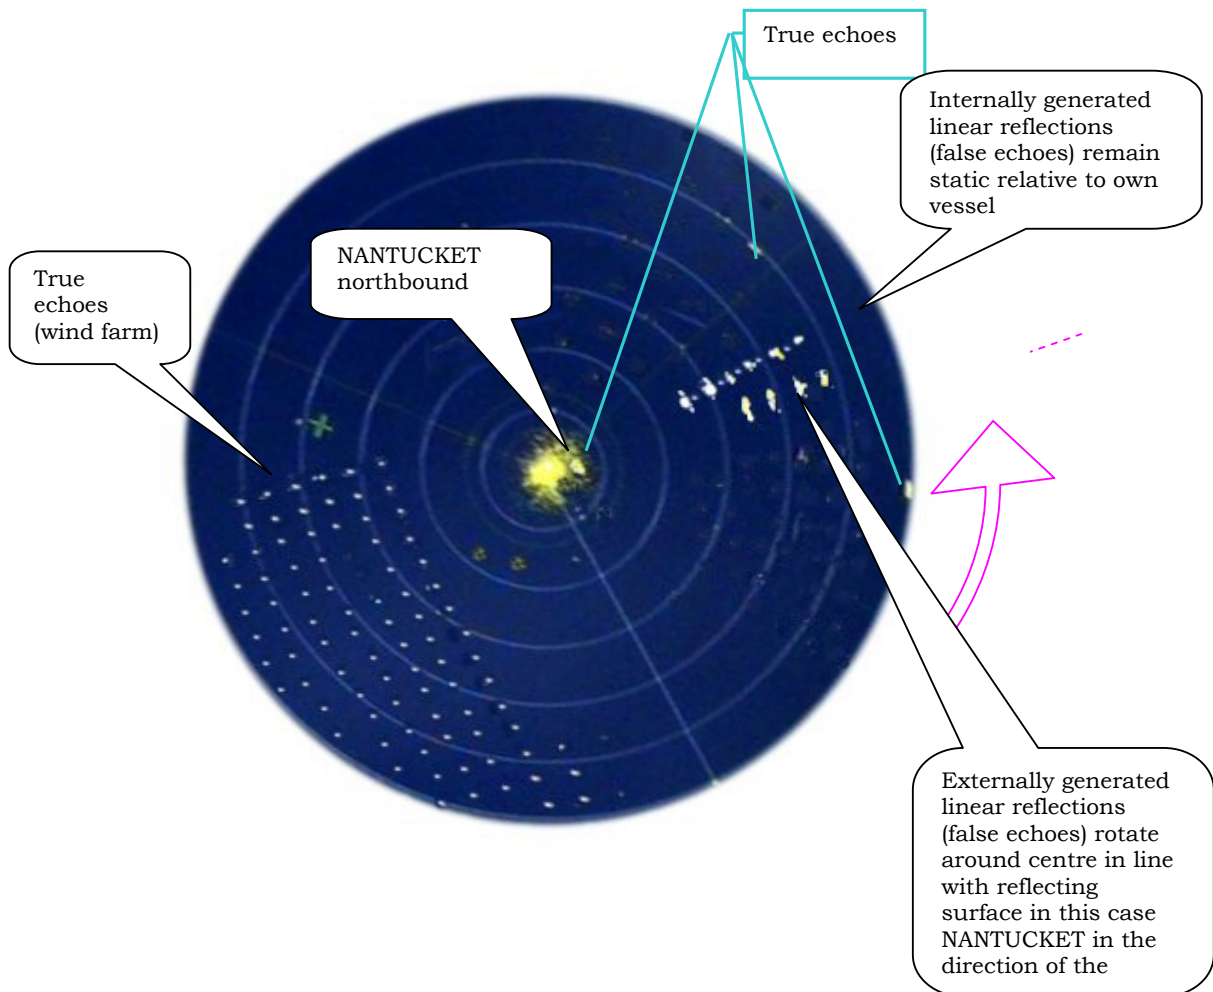 True echoes
Internally generated
linear reflections
(false echoes) remain
static relative to own
vessel
NANTUCKET
northbound
True
echoes
(wind farm)
Externally generated
linear reflections
(false echoes) rotate
around centre in line
with reflecting
surface in this case
NANTUCKET in the
direction of the